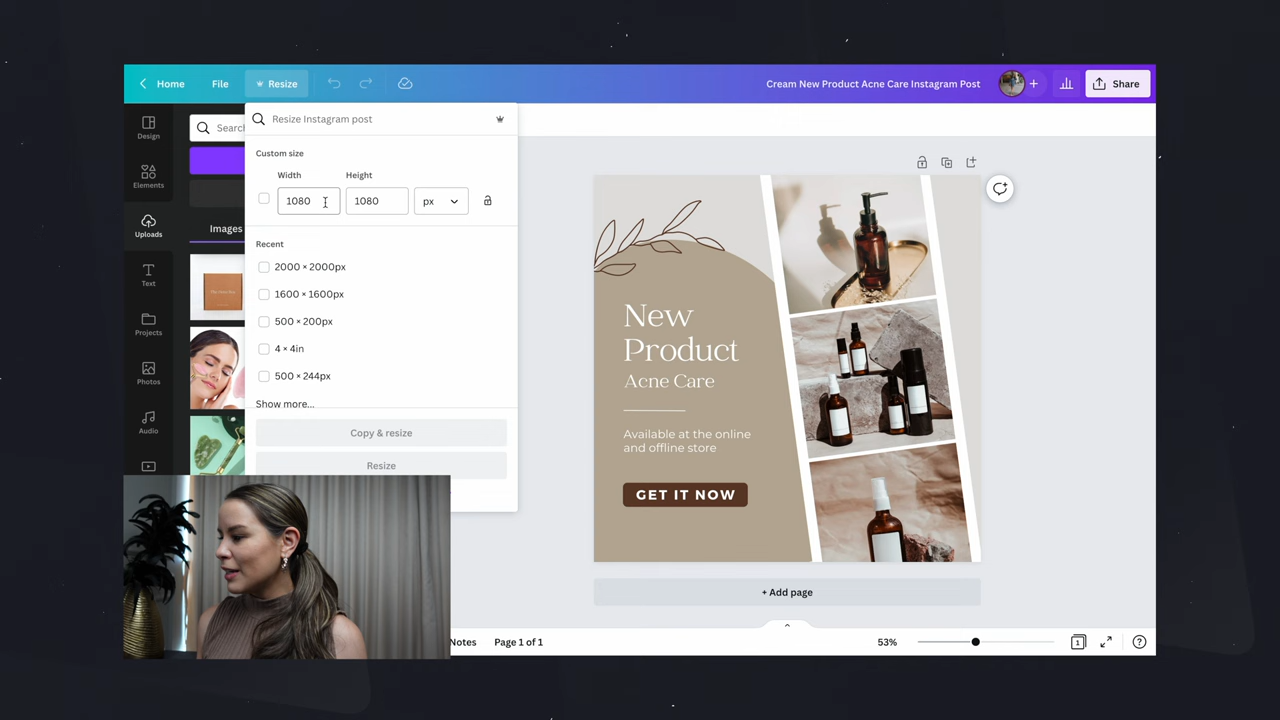 Home
File
Resize
Cream New Product Acne Care Instagram Post
Share
Design
Elements
Uploads
Text
Projects
Photos
Audio
Searc
Images
Resize Instagram post
Custom size
Width
Height
1080
1080
px
Recent
2000 × 2000px
1600 × 1600px
500 × 200px
4 × 4in
500 × 244px
Show more...
Copy & resize
Resize
New
Product
Acne Care
Available at the online
and offline store
GET IT NOW
+ Add page
Notes
Page 1 of 1
53%
1